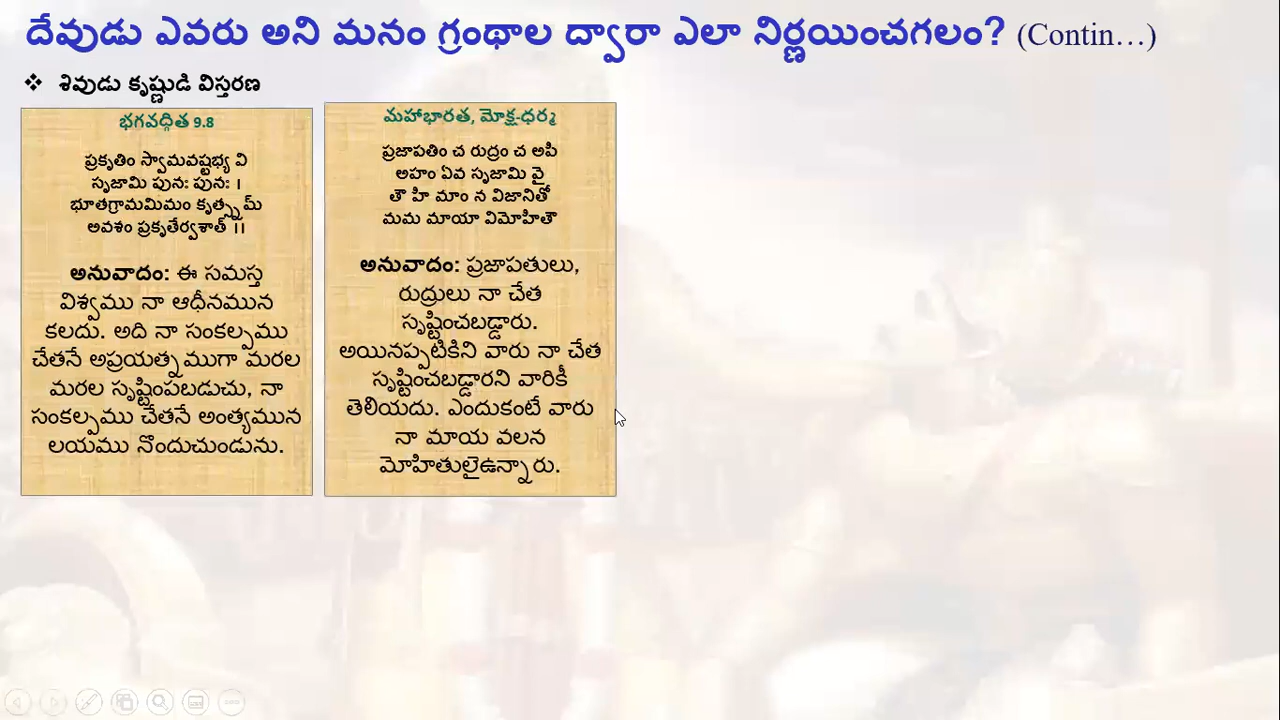 దేవుడు ఎవరు అని మనం గ్రంథాల ద్వారా ఎలా నిర్ణయించగలం? (Contin…)
❖ శివుడు కృష్ణుడి విస్తరణ
భగవద్గీత 9.8
ప్రకృతిం స్వామవష్టభ్య వి
సృజామి పునః పునః ।
భూతగ్రామమిమం కృత్స్నమ్
అవశం ప్రకృతేర్వశాత్ ।।
అనువాదం: ఈ సమస్త
విశ్వము నా ఆధీనమున
కలదు. అది నా సంకల్పము
చేతనే అప్రయత్నముగా మరల
మరల సృష్టింపబడుచు, నా
సంకల్పము చేతనే అంత్యమున
లయము నొందుచుండును.
మహాభారత, మోక్ష-ధర్మ
ప్రజాపతిం చ రుద్రం చ అపి
అహం ఏవ సృజామి వై
తౌ హి మాం న విజానితో
మమ మాయా విమోహితౌ
అనువాదం: ప్రజాపతులు,
రుద్రులు నా చేత
సృష్టించబడ్డారు.
అయినప్పటికిని వారు నా చేత
సృష్టించబడ్డారని వారికీ
తెలియదు. ఎందుకంటే వారు
నా మాయ వలన
మోహితులైఉన్నారు.